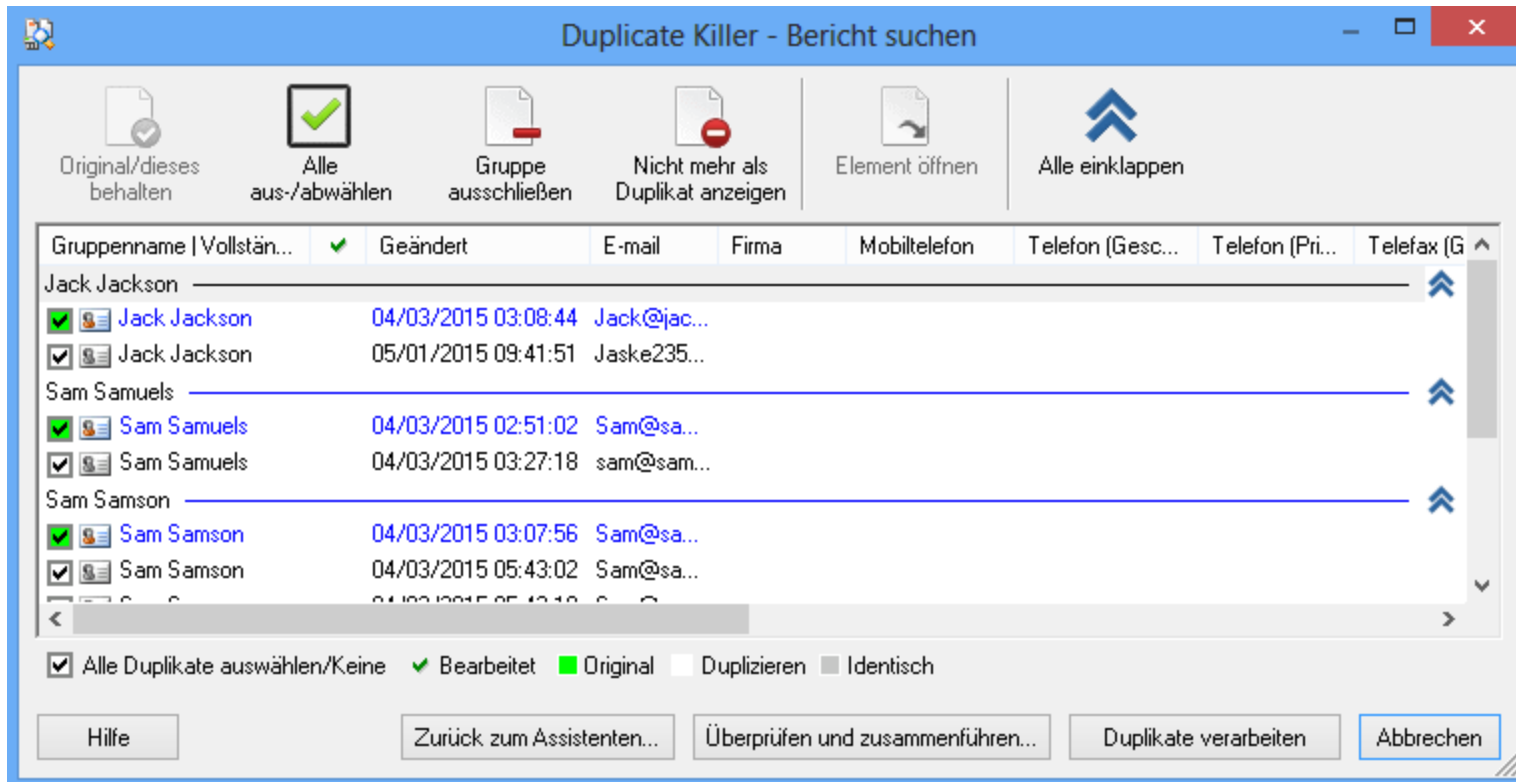 Duplicate Killer - Bericht suchen
Original/dieses behalten
Alle aus-/abwählen
Gruppe ausschließen
Nicht mehr als Duplikat anzeigen
Element öffnen
Alle einklappen
Gruppenname | Vollstän... Geändert E-mail Firma Mobiltelefon Telefon (Gesc... Telefon (Pri... Telefax (G
Jack Jackson
Jack Jackson 04/03/2015 03:08:44 Jack@jac...
Jack Jackson 05/01/2015 09:41:51 Jaske235...
Sam Samuels
Sam Samuels 04/03/2015 02:51:02 Sam@sa...
Sam Samuels 04/03/2015 03:27:18 sam@sam...
Sam Samson
Sam Samson 04/03/2015 03:07:56 Sam@sa...
Sam Samson 04/03/2015 05:43:02 Sam@sa...
Alle Duplikate auswählen/Keine Bearbeitet Original Duplizieren Identisch
Hilfe Zurück zum Assistenten... Überprüfen und zusammenführen... Duplikate verarbeiten Abbrechen